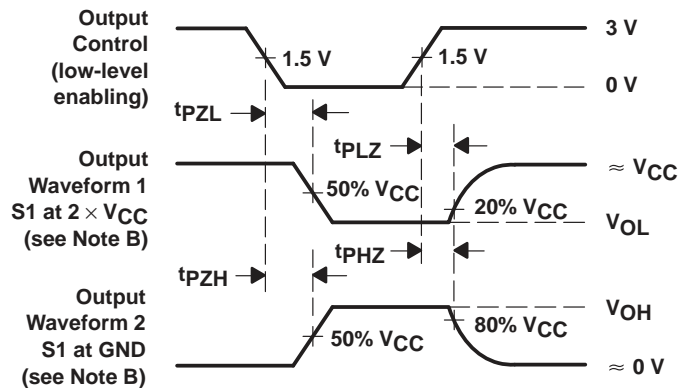 Output
Control
(low-level
enabling)
1.5 V
1.5 V
3 V
0 V
tPZL
tPLZ
Output
Waveform 1
S1 at 2 × VCC
(see Note B)
50% VCC
20% VCC
≈ VCC
VOL
tPZH
tPHZ
Output
Waveform 2
S1 at GND
(see Note B)
50% VCC
80% VCC
VOH
≈ 0 V